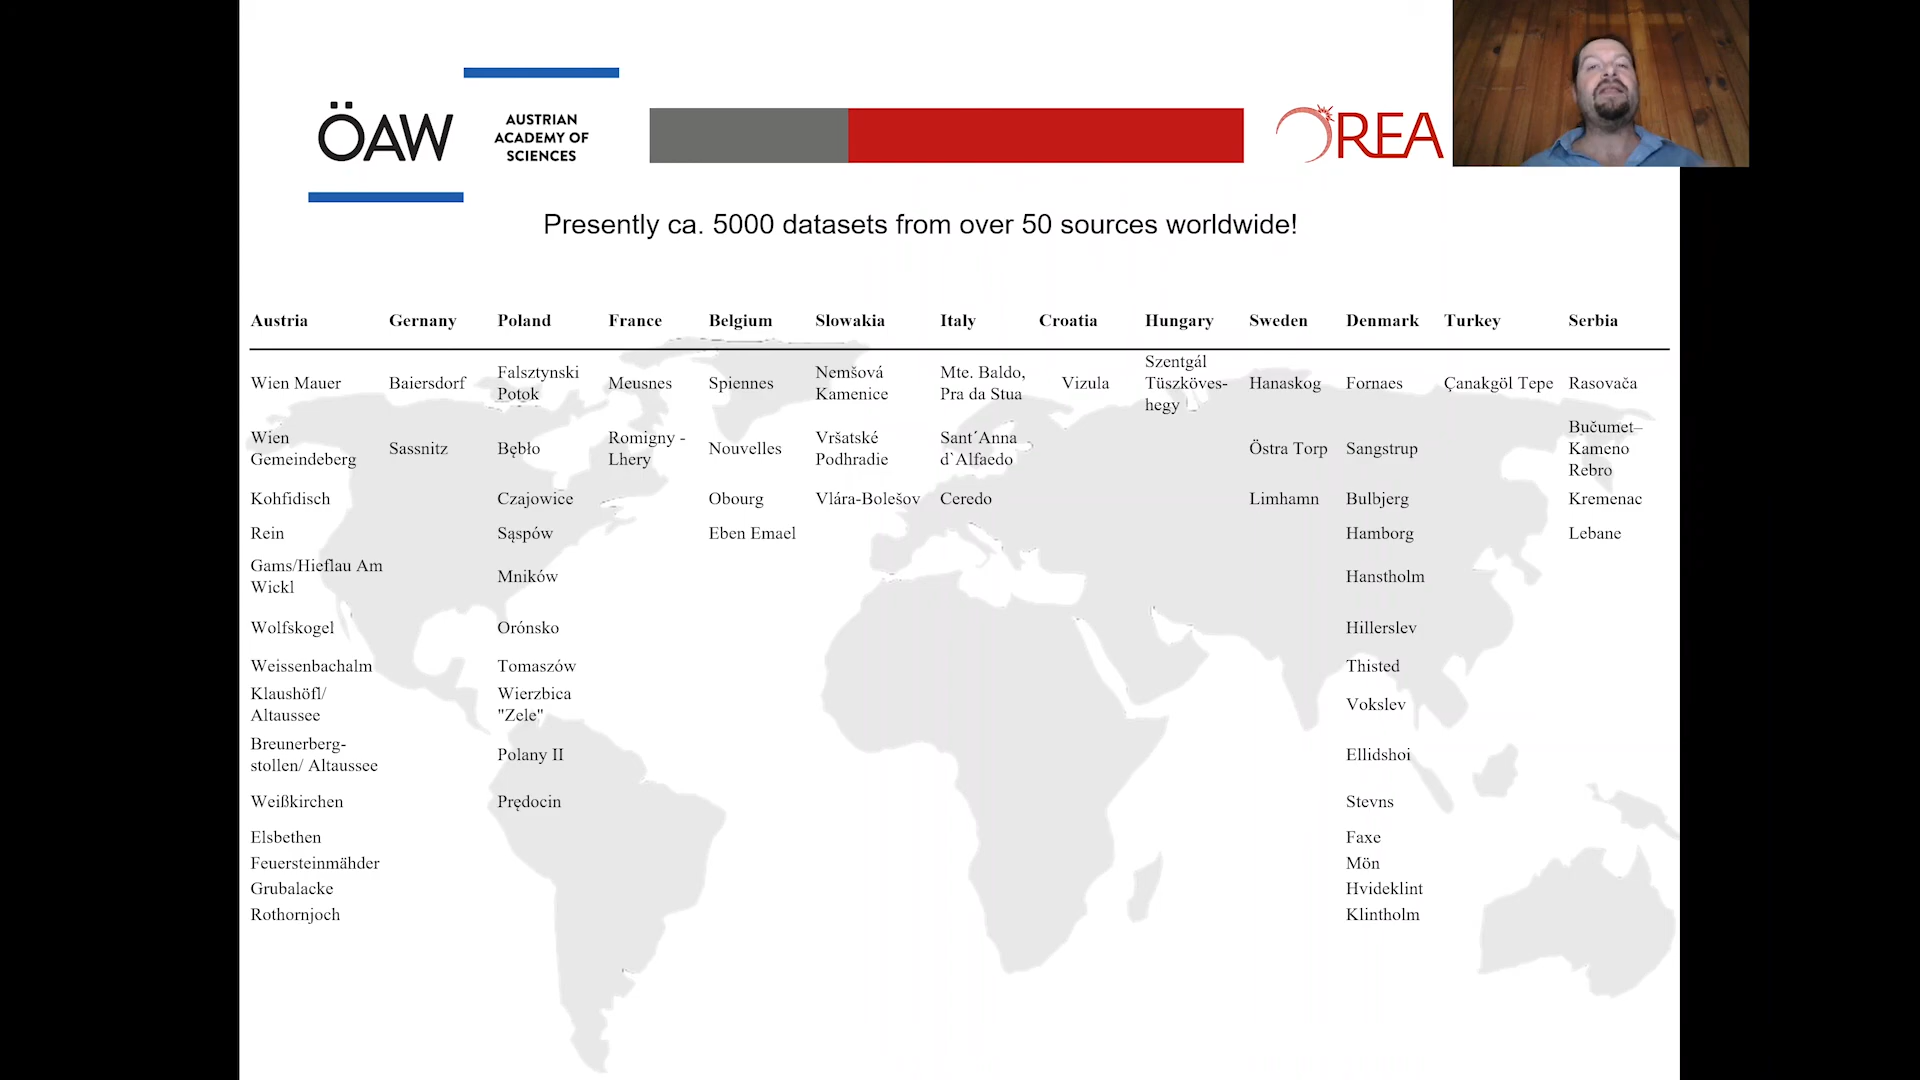 ÖAW
AUSTRIAN
ACADEMY OF
SCIENCES
OREA
Presently ca. 5000 datasets from over 50 sources worldwide!
Austria Gernany Poland France Belgium Slowakia Italy Croatia Hungary Sweden Denmark Turkey Serbia
Wien Mauer
Baiersdorf
Falsztynski
Potok
Meusnes
Spiennes
Nemšová
Kamenice
Mte. Baldo,
Pra da Stua
Vizula
Szentgál
Tüszköves-
hegy
Hanaskog
Fornaes
Çanakgöl Tepe
Rasovača
Wien
Gemeindeberg
Sassnitz
Bębło
Romigny -
Lhery
Nouvelles
Vršatské
Podhradie
Sant´Anna
d`Alfaedo
Östra Torp
Sangstrup
Bučumet–
Kameno
Rebro
Kohfidisch
Czajowice
Obourg
Vlára-Bolešov
Ceredo
Limhamn
Bulbjerg
Kremenac
Rein
Sąspów
Eben Emael
Hamborg
Lebane
Gams/Hieflau Am
Wickl
Mników
Hanstholm
Wolfskogel
Orónsko
Hillerslev
Weissenbachalm
Tomaszów
Thisted
Klaushöfl/
Altaussee
Wierzbica
"Zele"
Vokslev
Breunerberg-
stollen/ Altaussee
Polany II
Ellidshoi
Weißkirchen
Prędocin
Stevns
Elsbethen
Faxe
Feuersteinmähder
Mön
Grubalacke
Hvideklint
Rothornjoch
Klintholm